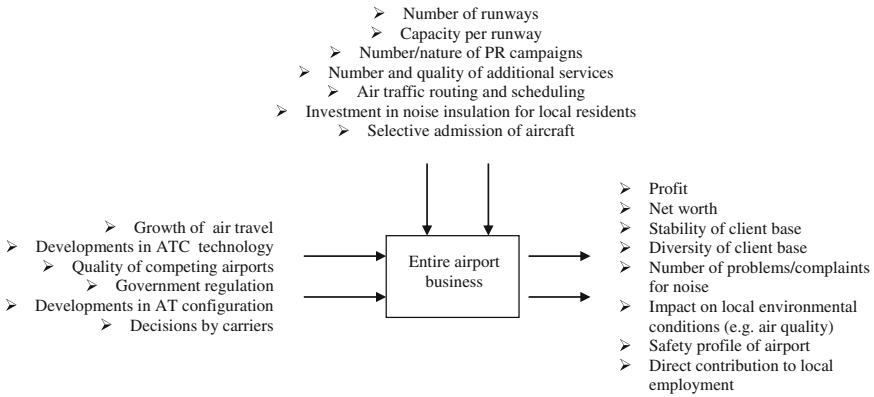 ➢ Number of runways
➢ Capacity per runway
➢ Number/nature of PR campaigns
➢ Number and quality of additional services
➢ Air traffic routing and scheduling
➢ Investment in noise insulation for local residents
➢ Selective admission of aircraft
➢ Growth of air travel
➢ Developments in ATC technology
➢ Quality of competing airports
➢ Government regulation
➢ Developments in AT configuration
➢ Decisions by carriers
Entire airport
business
➢ Profit
➢ Net worth
➢ Stability of client base
➢ Diversity of client base
➢ Number of problems/complaints
for noise
➢ Impact on local environmental
conditions (e.g. air quality)
➢ Safety profile of airport
➢ Direct contribution to local
employment